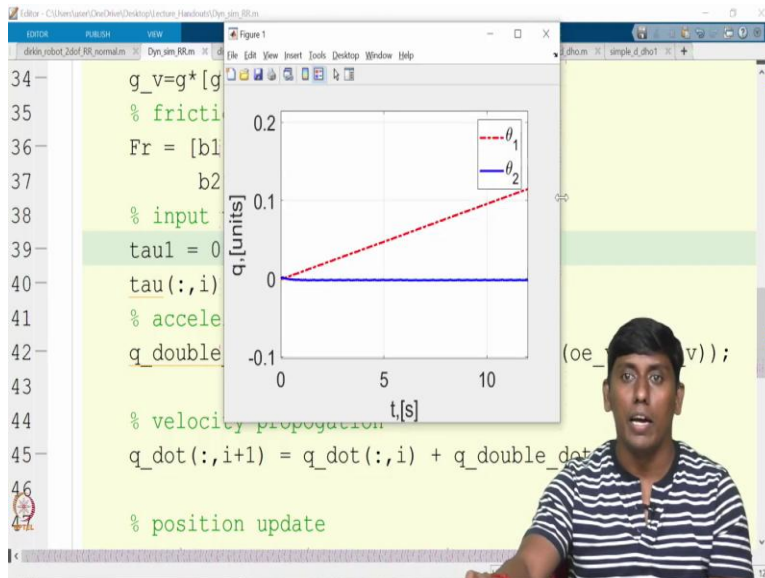 Editor - C:\Users\user\OneDrive\Desktop\Lecture_Handouts\Dyn_sim_RR.m
EDITOR PUBLISH VIEW
dirkin_robot_2dof_RR_normal.m Dyn_sim_RR.m
simple_d_dho1
Figure 1
File Edit View Insert Tools Desktop Window Help
0.2
0.1
0
-0.1
q,[units]
θ1
θ2
0 5 10
t,[s]
34 g_v=g*[g
35 % fricti
36 Fr = [b1
37 b2
38 % input
39 tau1 = 0
40 tau(:,i)
41 % accele
42 q_double (oe_ v));
43
44 % velocity propogation
45 q_dot(:,i+1) = q_dot(:,i) + q_double_dot
46
47 % position update